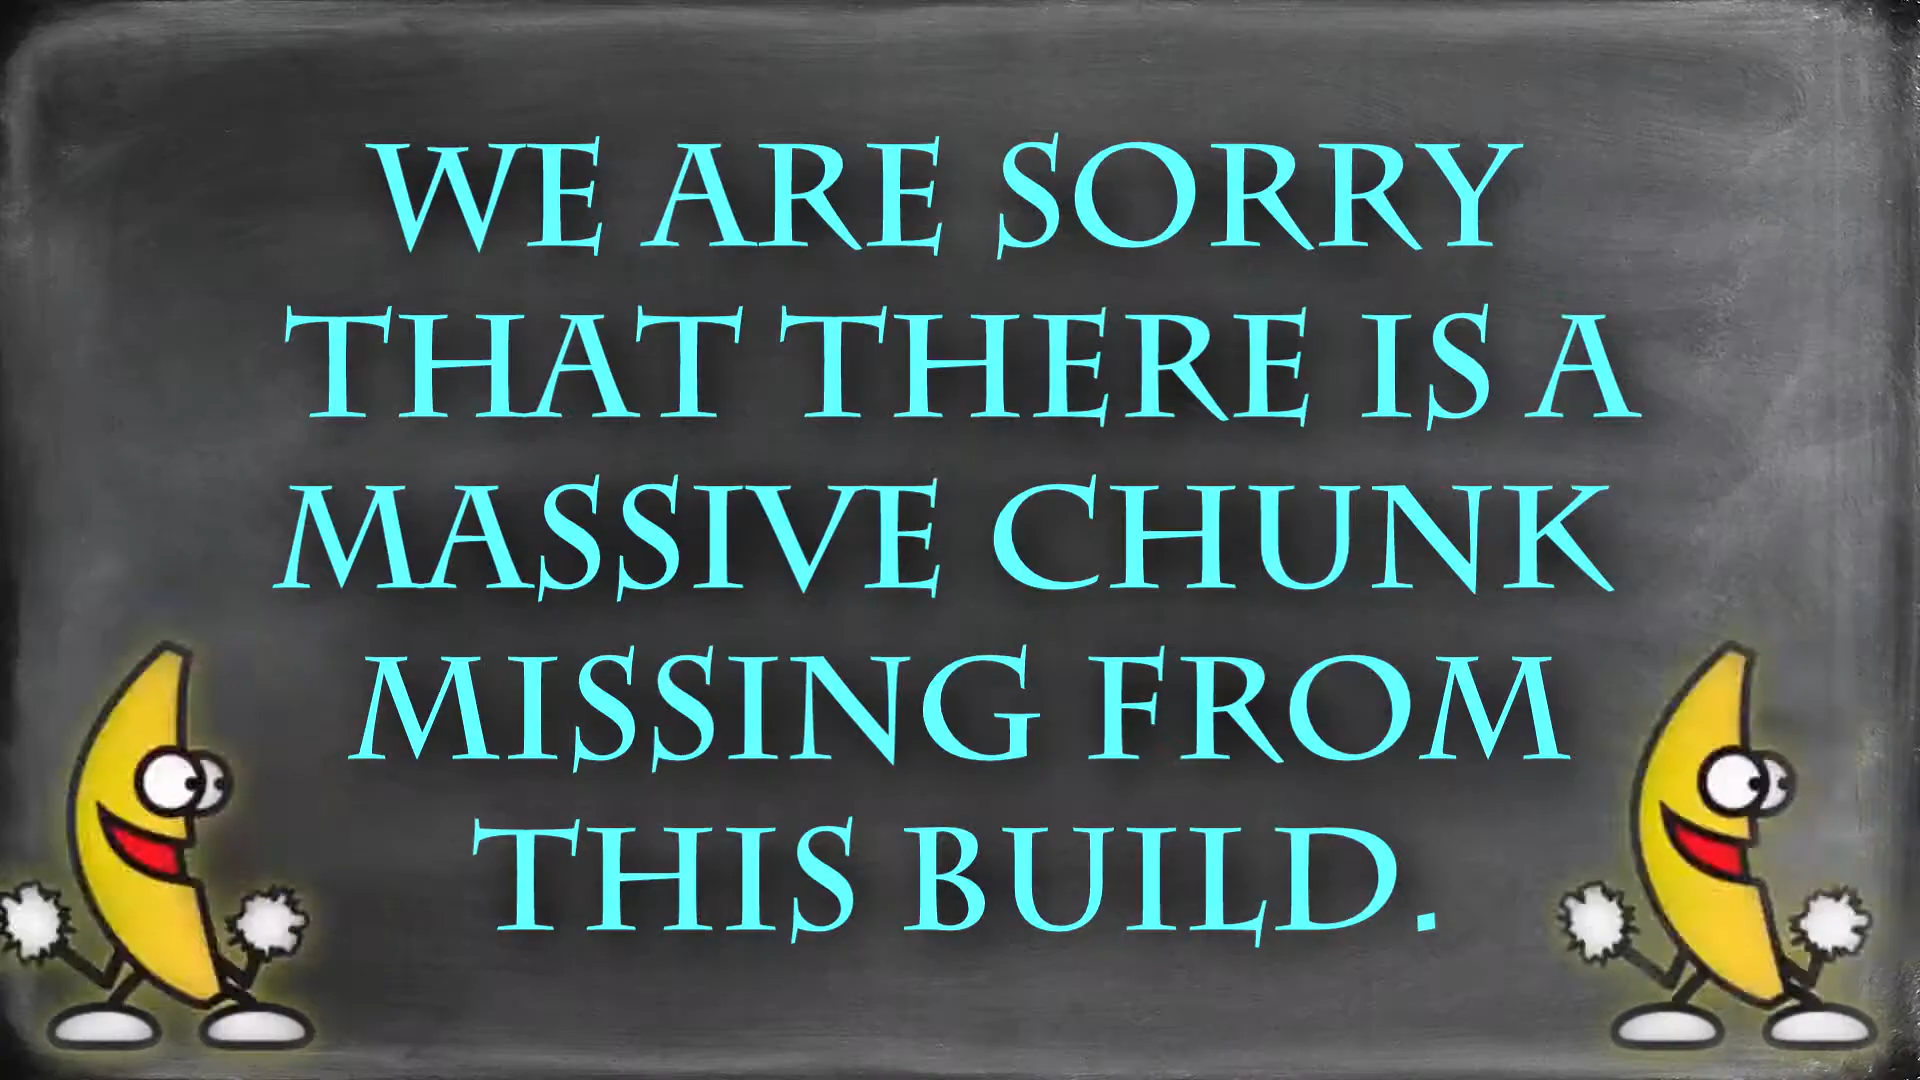 WE ARE SORRY
THAT THERE IS A
MASSIVE CHUNK
MISSING FROM
THIS BUILD.